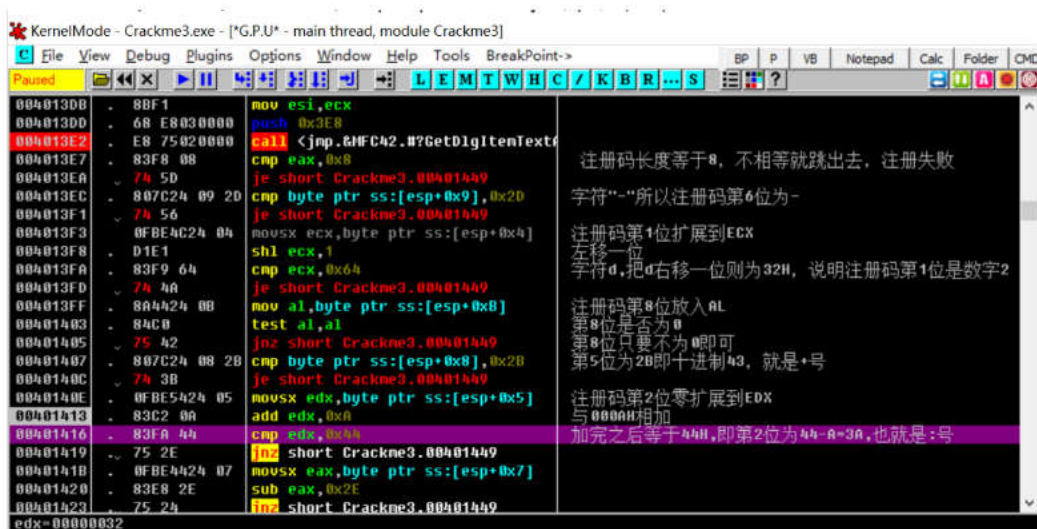 KernelMode - Crackme3.exe - [*G.P.U* - main thread, module Crackme3]
C File View Debug Plugins Options Window Help Tools BreakPoint-> BP P VB Notepad Calc Folder CMD
Paused L E M T W H C / K B R ... S ?
004013DB . 8BF1 mov esi,ecx
004013DD . 68 E8030000 push 0x3E8
004013E2 . E8 75020000 call <jmp.&MFC42.#?GetDlgItemText
004013E7 . 83F8 08 cmp eax,0x8 注册码长度等于8，不相等就跳出去，注册失败
004013EA . 74 5D je short Crackme3.00401449
004013EC . 807C24 09 2D cmp byte ptr ss:[esp+0x9],0x2D 字符"-"所以注册码第6位为-
004013F1 . 74 56 je short Crackme3.00401449
004013F3 . 0FBE4C24 04 movsx ecx,byte ptr ss:[esp+0x4] 注册码第1位扩展到ECX
004013F8 . D1E1 shl ecx,1 左移一位
004013FA . 83F9 64 cmp ecx,0x64 字符d,把d右移一位则为32H，说明注册码第1位是数字2
004013FD . 74 4A je short Crackme3.00401449
004013FF . 8A4424 0B mov al,byte ptr ss:[esp+0xB] 注册码第8位放入AL
00401403 . 84C0 test al,al 第8位是否为0
00401405 . 75 42 jnz short Crackme3.00401449 第8位只要不为0即可
00401407 . 807C24 08 2B cmp byte ptr ss:[esp+0x8],0x2B 第5位为2B即十进制43，就是+号
0040140C . 74 3B je short Crackme3.00401449
0040140E . 0FBE5424 05 movsx edx,byte ptr ss:[esp+0x5] 注册码第2位零扩展到EDX
00401413 . 83C2 0A add edx,0xA 与000AH相加
00401416 . 83FA 44 cmp edx,0x44 加完之后等于44H,即第2位为44-A=3A,也就是:号
00401419 . 75 2E jnz short Crackme3.00401449
0040141B . 0FBE4424 07 movsx eax,byte ptr ss:[esp+0x7]
00401420 . 83E8 2E sub eax,0x2E
00401423 . 75 24 jnz short Crackme3.00401449
edx=00000032